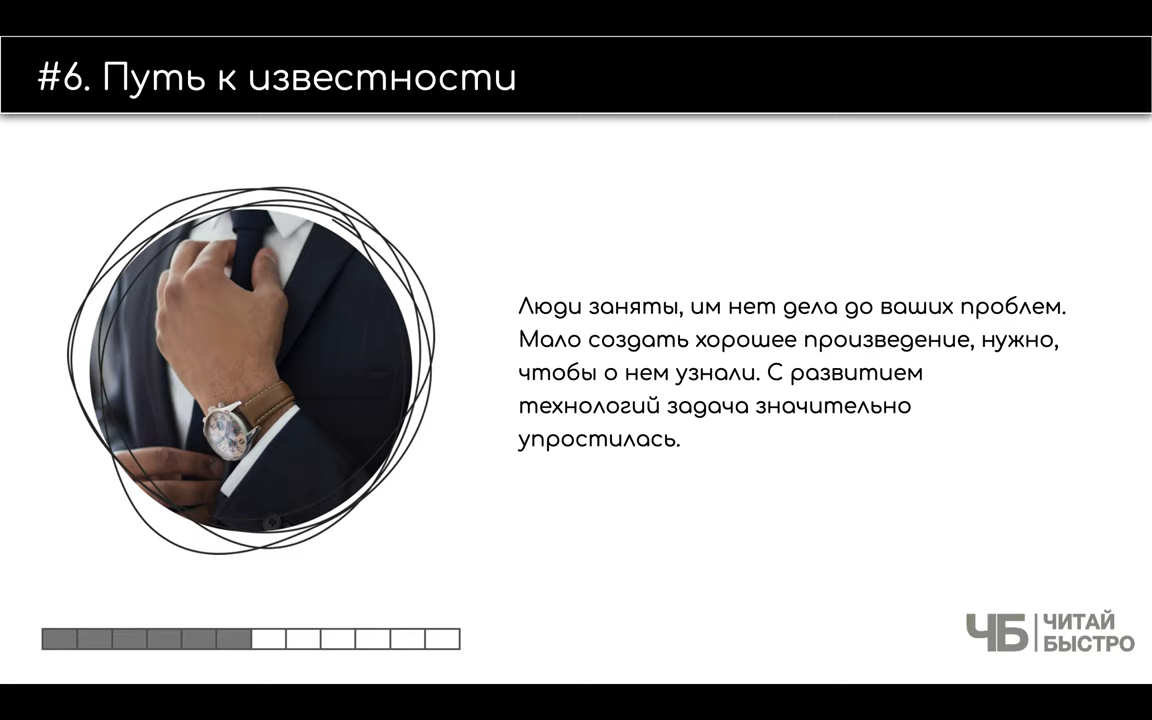 #6. Путь к известности
Люди заняты, им нет дела до ваших проблем.
Мало создать хорошее произведение, нужно,
чтобы о нем узнали. С развитием
технологий задача значительно
упростилась.
ЧБ
ЧИТАЙ
БЫСТРО